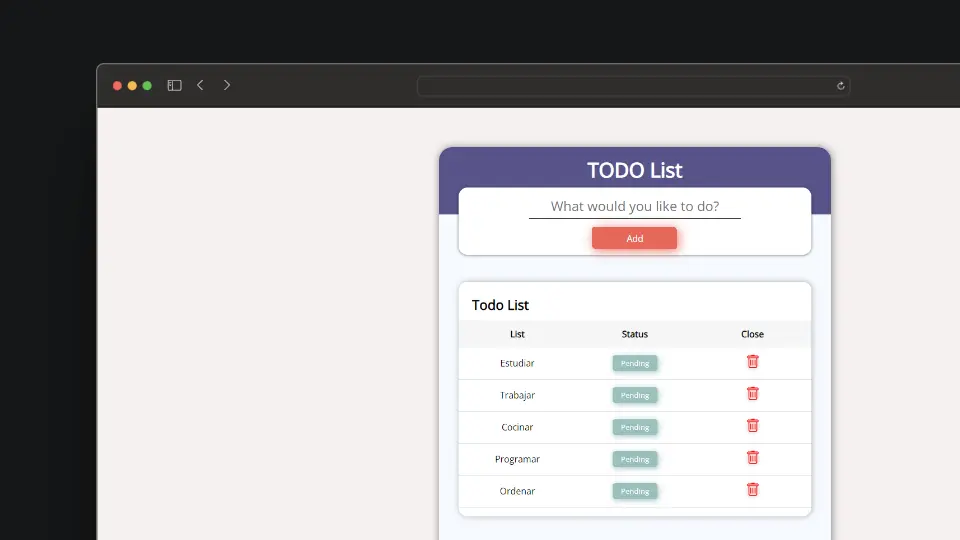 TODO List
What would you like to do?
Add
Todo List
List Status Close
Estudiar Pending
Trabajar Pending
Cocinar Pending
Programar Pending
Ordenar Pending